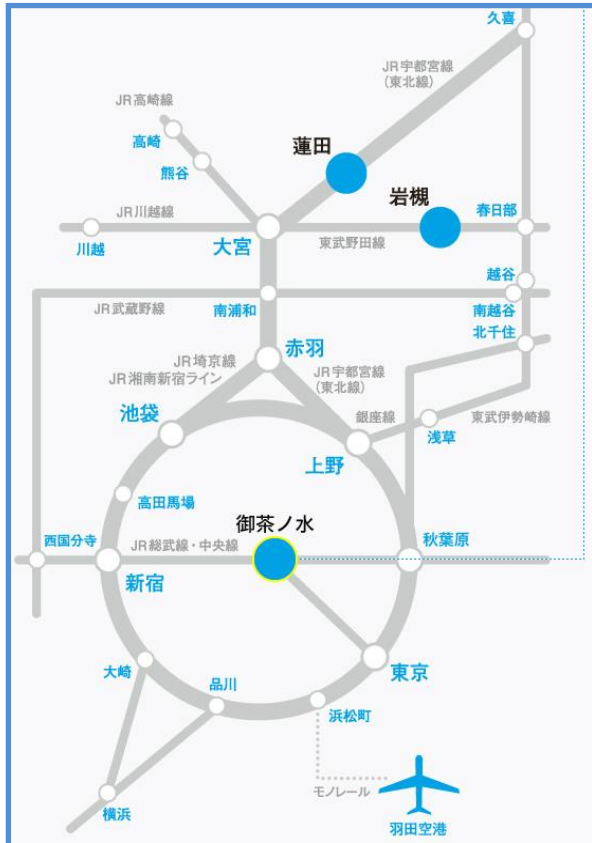 久喜
JR宇都宮線
(東北線)
JR高崎線
高崎
蓮田
熊谷
岩槻
JR川越線
春日部
川越
大宮
東武野田線
越谷
JR武蔵野線
南浦和
南越谷
北千住
赤羽
JR埼京線
JR湘南新宿ライン
JR宇都宮線
(東北線)
池袋
銀座線
東武伊勢崎線
上野
浅草
高田馬場
御茶ノ水
西国分寺
JR総武線・中央線
秋葉原
新宿
大崎
東京
品川
浜松町
モノレール
横浜
羽田空港